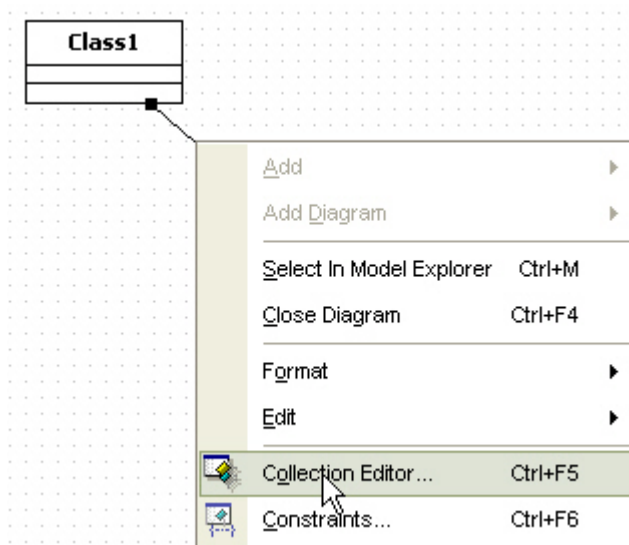 Class1
Add
Add Diagram
Select In Model Explorer Ctrl+M
Close Diagram Ctrl+F4
Format
Edit
Collection Editor... Ctrl+F5
Constraints... Ctrl+F6